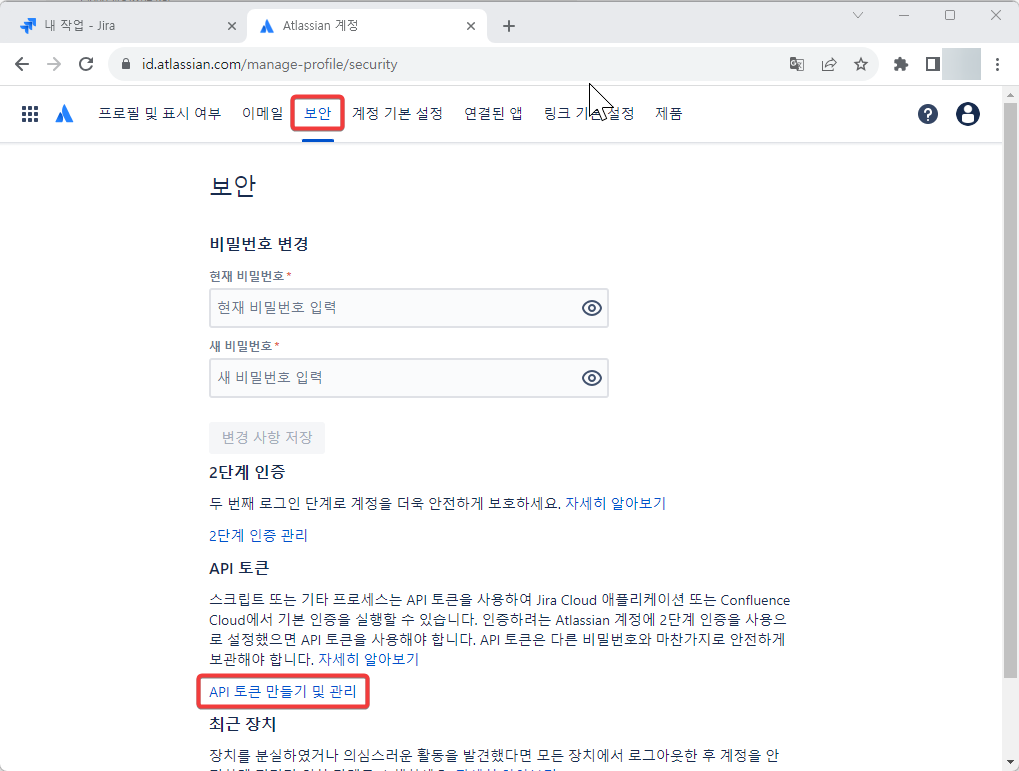 내 작업 - Jira
Atlassian 계정
id.atlassian.com/manage-profile/security
프로필 및 표시 여부 이메일 보안 계정 기본 설정 연결된 앱 링크 기본 설정 제품
보안
비밀번호 변경
현재 비밀번호*
현재 비밀번호 입력
새 비밀번호*
새 비밀번호 입력
변경 사항 저장
2단계 인증
두 번째 로그인 단계로 계정을 더욱 안전하게 보호하세요. 자세히 알아보기
2단계 인증 관리
API 토큰
스크립트 또는 기타 프로세스는 API 토큰을 사용하여 Jira Cloud 애플리케이션 또는 Confluence
Cloud에서 기본 인증을 실행할 수 있습니다. 인증하려는 Atlassian 계정에 2단계 인증을 사용으
로 설정했으면 API 토큰을 사용해야 합니다. API 토큰은 다른 비밀번호와 마찬가지로 안전하게
보관해야 합니다. 자세히 알아보기
API 토큰 만들기 및 관리
최근 장치
장치를 분실하였거나 의심스러운 활동을 발견했다면 모든 장치에서 로그아웃한 후 계정을 안